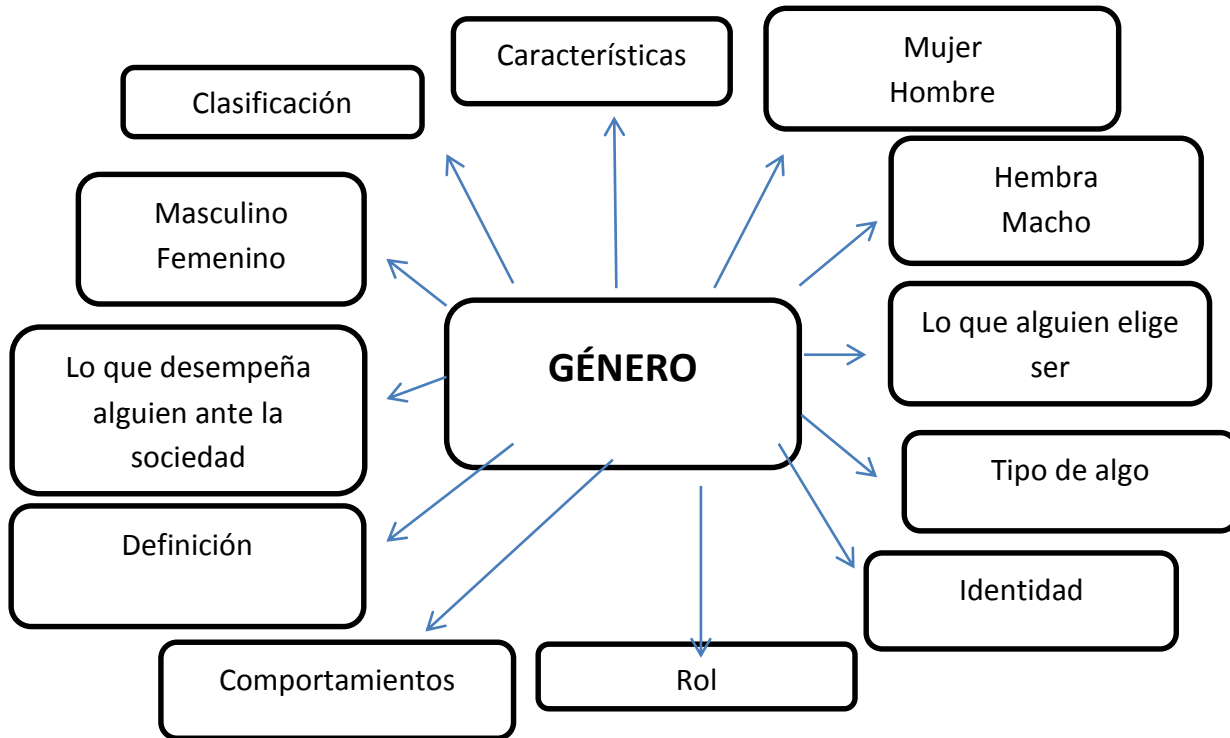 Características
Mujer
Hombre
Clasificación
Hembra
Macho
Masculino
Femenino
Lo que alguien elige
ser
GÉNERO
Lo que desempeña
alguien ante la
sociedad
Tipo de algo
Definición
Identidad
Comportamientos
Rol